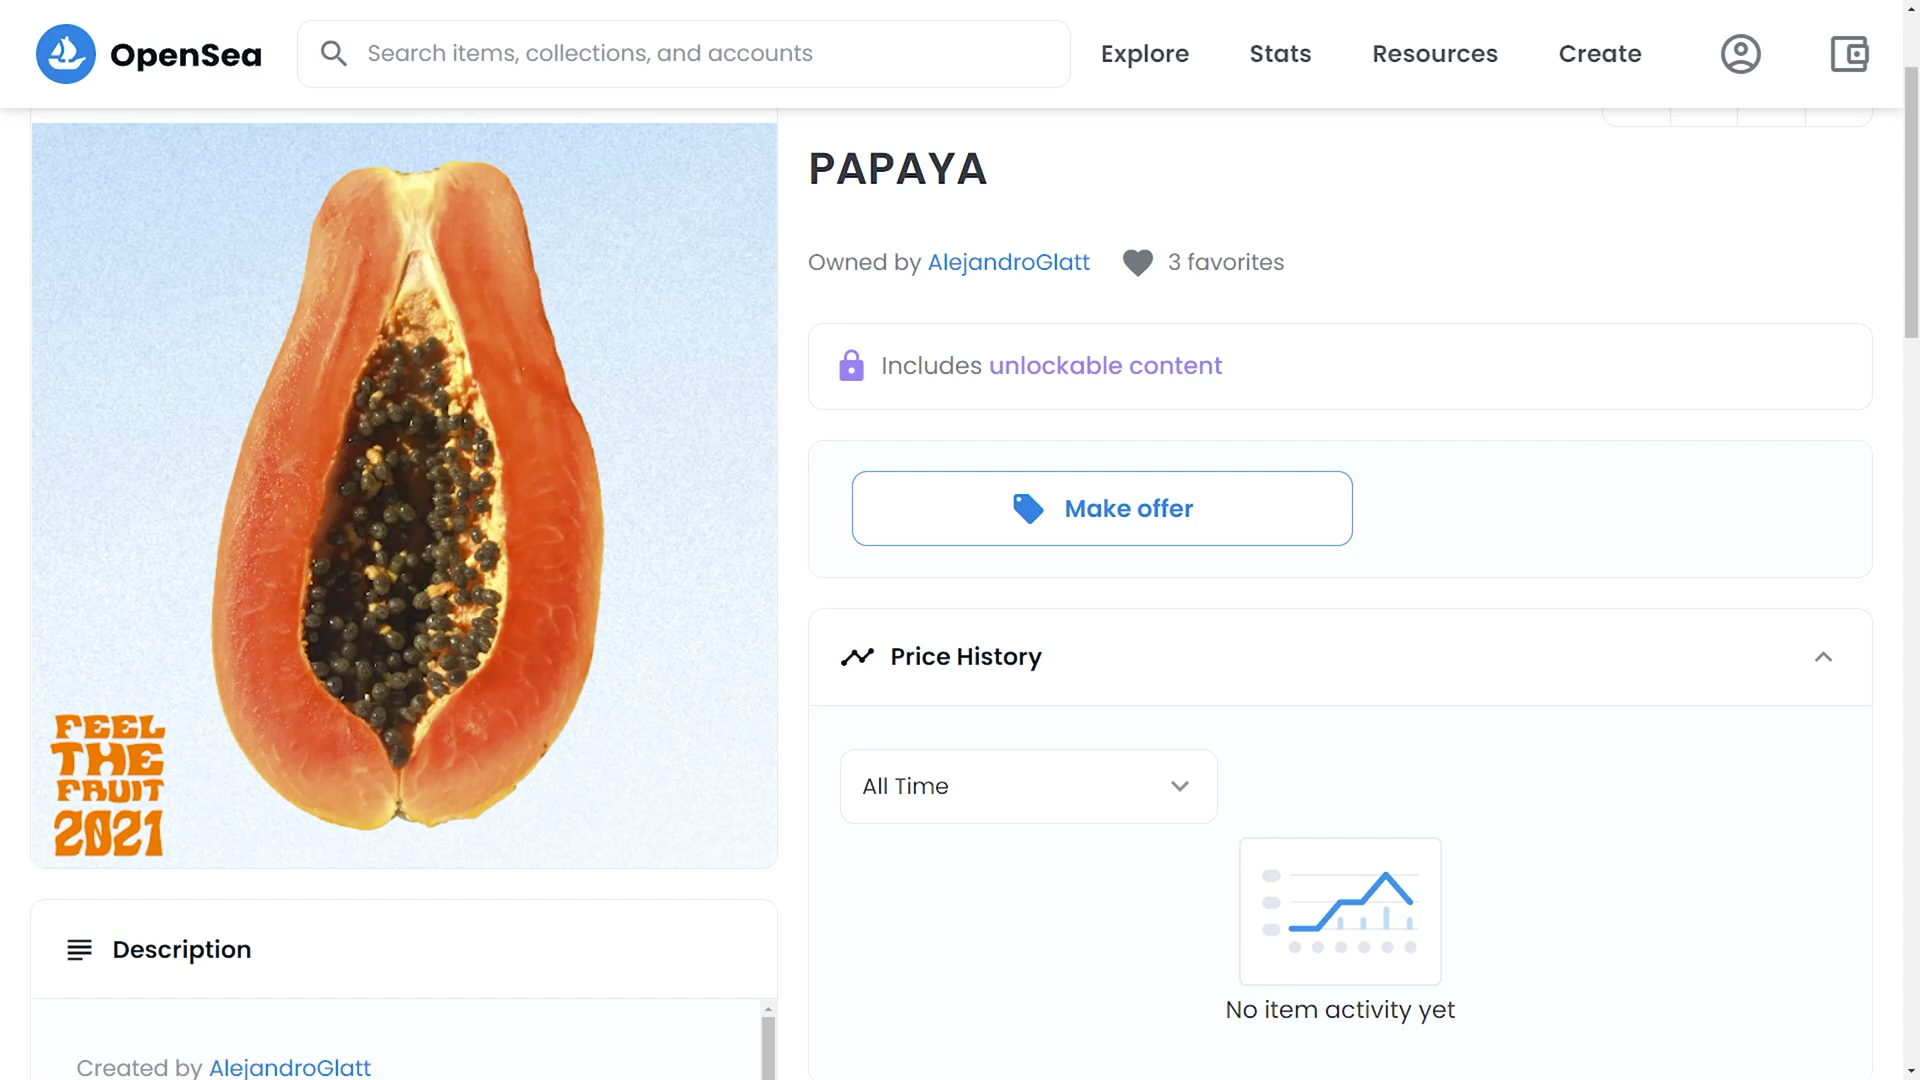 OpenSea
Search items, collections, and accounts
Explore
Stats
Resources
Create
PAPAYA
Owned by AlejandroGlatt
3 favorites
Includes unlockable content
Make offer
Price History
All Time
No item activity yet
FEEL
THE
FRUIT
2021
Description
Created by AlejandroGlatt